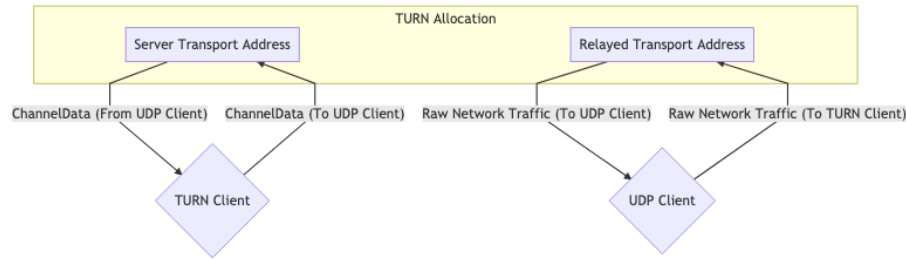 TURN Allocation
Server Transport Address
Relayed Transport Address
ChannelData (From UDP Client)
ChannelData (To UDP Client)
Raw Network Traffic (To UDP Client)
Raw Network Traffic (To TURN Client)
TURN Client
UDP Client